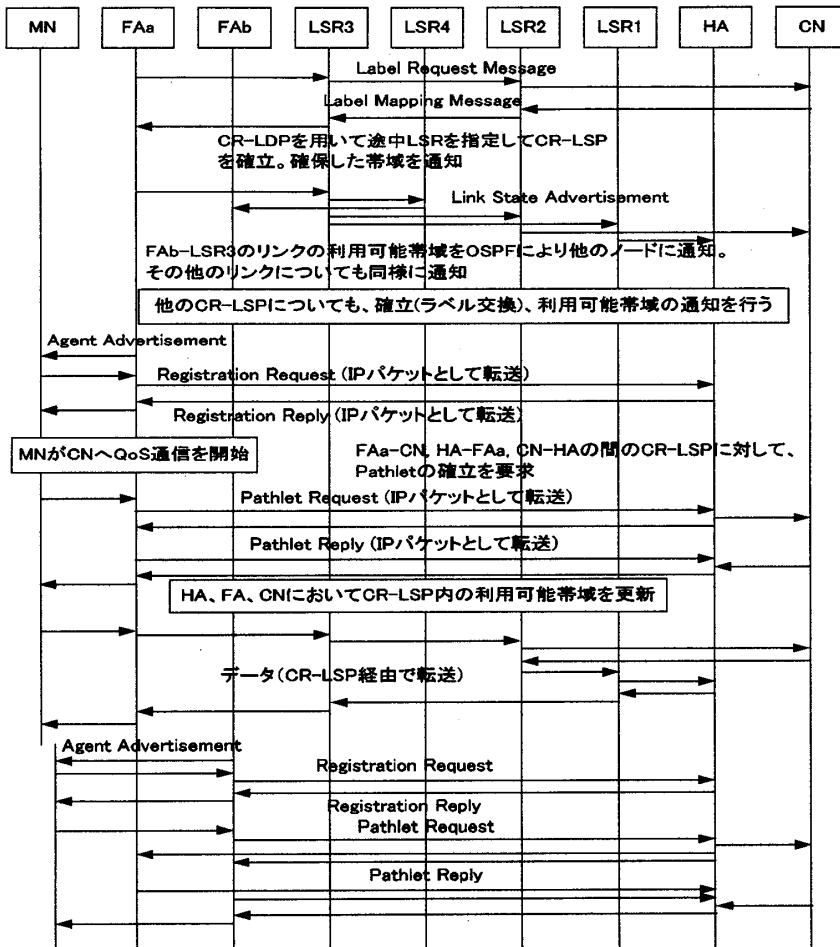 MN FAa FAb LSR3 LSR4 LSR2 LSR1 HA CN
Label Request Message
Label Mapping Message
CR-LDPを用いて途中LSRを指定してCR-LSP
を確立。確保した帯域を通知
Link State Advertisement
FAb-LSR3のリンクの利用可能帯域をOSPFにより他のノードに通知。
その他のリンクについても同様に通知
他のCR-LSPについても、確立(ラベル交換)、利用可能帯域の通知を行う
Agent Advertisement
Registration Request (IPパケットとして転送)
Registration Reply (IPパケットとして転送)
MNがCNへQoS通信を開始
FAa-CN, HA-FAa, CN-HAの間のCR-LSPに対して、
Pathletの確立を要求
Pathlet Request (IPパケットとして転送)
Pathlet Reply (IPパケットとして転送)
HA、FA、CNにおいてCR-LSP内の利用可能帯域を更新
データ(CR-LSP経由で転送)
Agent Advertisement
Registration Request
Registration Reply
Pathlet Request
Pathlet Reply